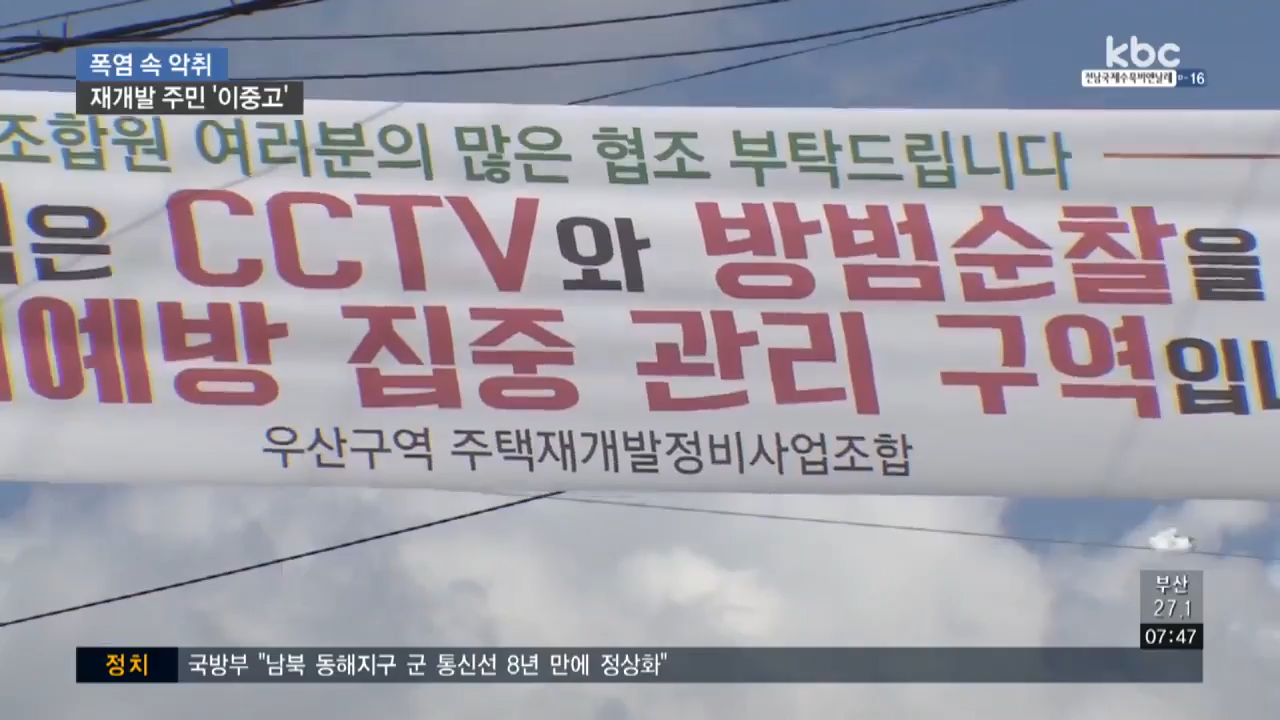 폭염 속 악취
재개발 주민 '이중고'
kbc
전남국제수묵비엔날레 D-16
조합원 여러분의 많은 협조 부탁드립니다
은 CCTV와 방범순찰을
예방 집중 관리 구역입
우산구역 주택재개발정비사업조합
부산
27.1
07:47
정치 국방부 "남북 동해지구 군 통신선 8년 만에 정상화"